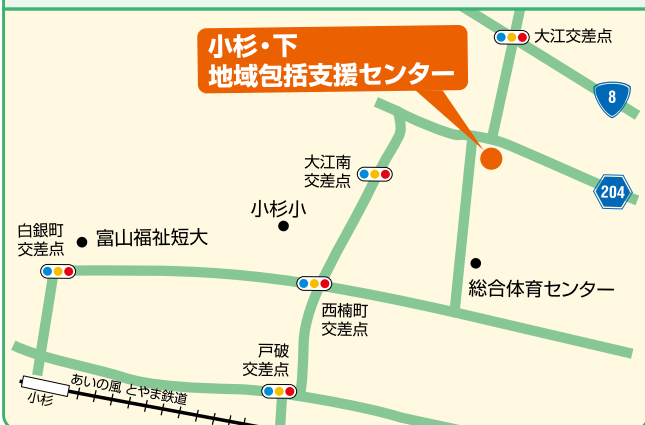 大江交差点
小杉・下
地域包括支援センター
8
大江南
交差点
204
小杉小
白銀町
交差点
富山福祉短大
総合体育センター
西楠町
交差点
戸破
交差点
あいの風 とやま鉄道
小杉